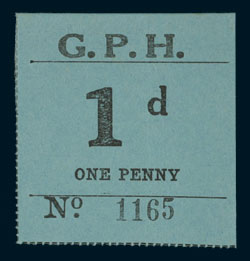 G. P. H.
1 d
ONE PENNY
No. 1165